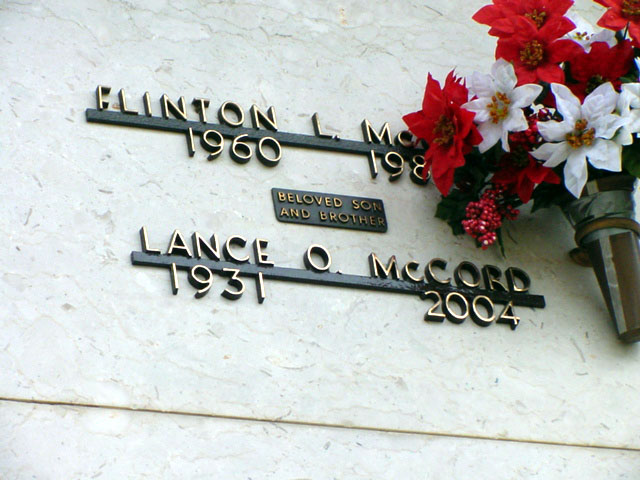 FLINTON L.
1960
BELOVED SON
AND BROTHER
LANCE O. McCORD
1931 2004